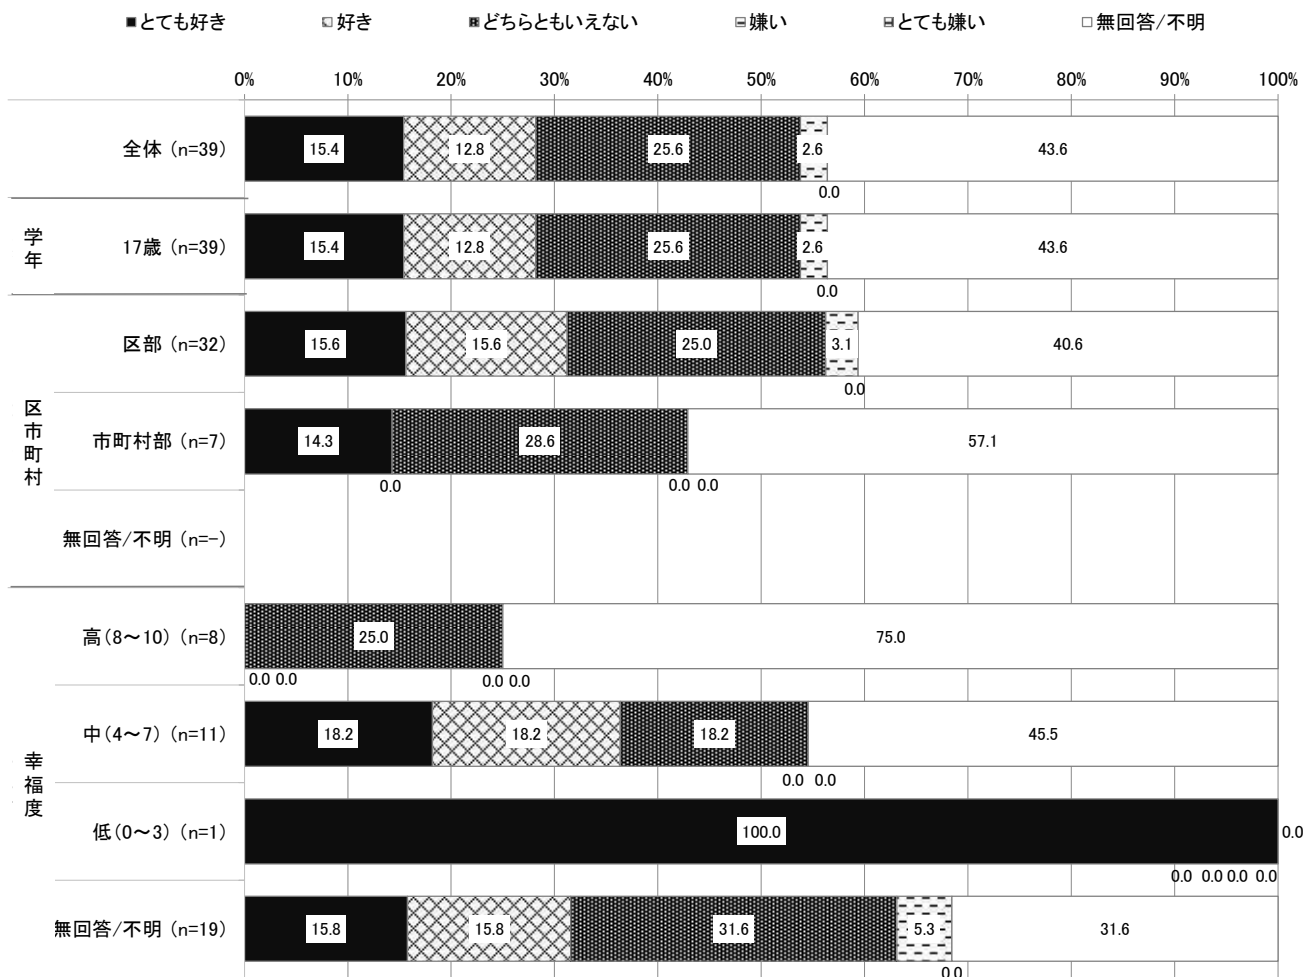 ■とても好き　□好き　■どちらともいえない　□嫌い　□とても嫌い　□無回答/不明
0% 10% 20% 30% 40% 50% 60% 70% 80% 90% 100%
全体 (n=39) 15.4 12.8 25.6 2.6 43.6
0.0
学年
17歳 (n=39) 15.4 12.8 25.6 2.6 43.6
0.0
区市町村
区部 (n=32) 15.6 15.6 25.0 3.1 40.6
0.0
市町村部 (n=7) 14.3 28.6 57.1
0.0 0.0 0.0
無回答/不明 (n=-)
幸福度
高(8～10) (n=8) 25.0 75.0
0.0 0.0 0.0 0.0
中(4～7) (n=11) 18.2 18.2 18.2 45.5
0.0 0.0
低(0～3) (n=1) 100.0 0.0
0.0 0.0 0.0 0.0
無回答/不明 (n=19) 15.8 15.8 31.6 5.3 31.6
0.0